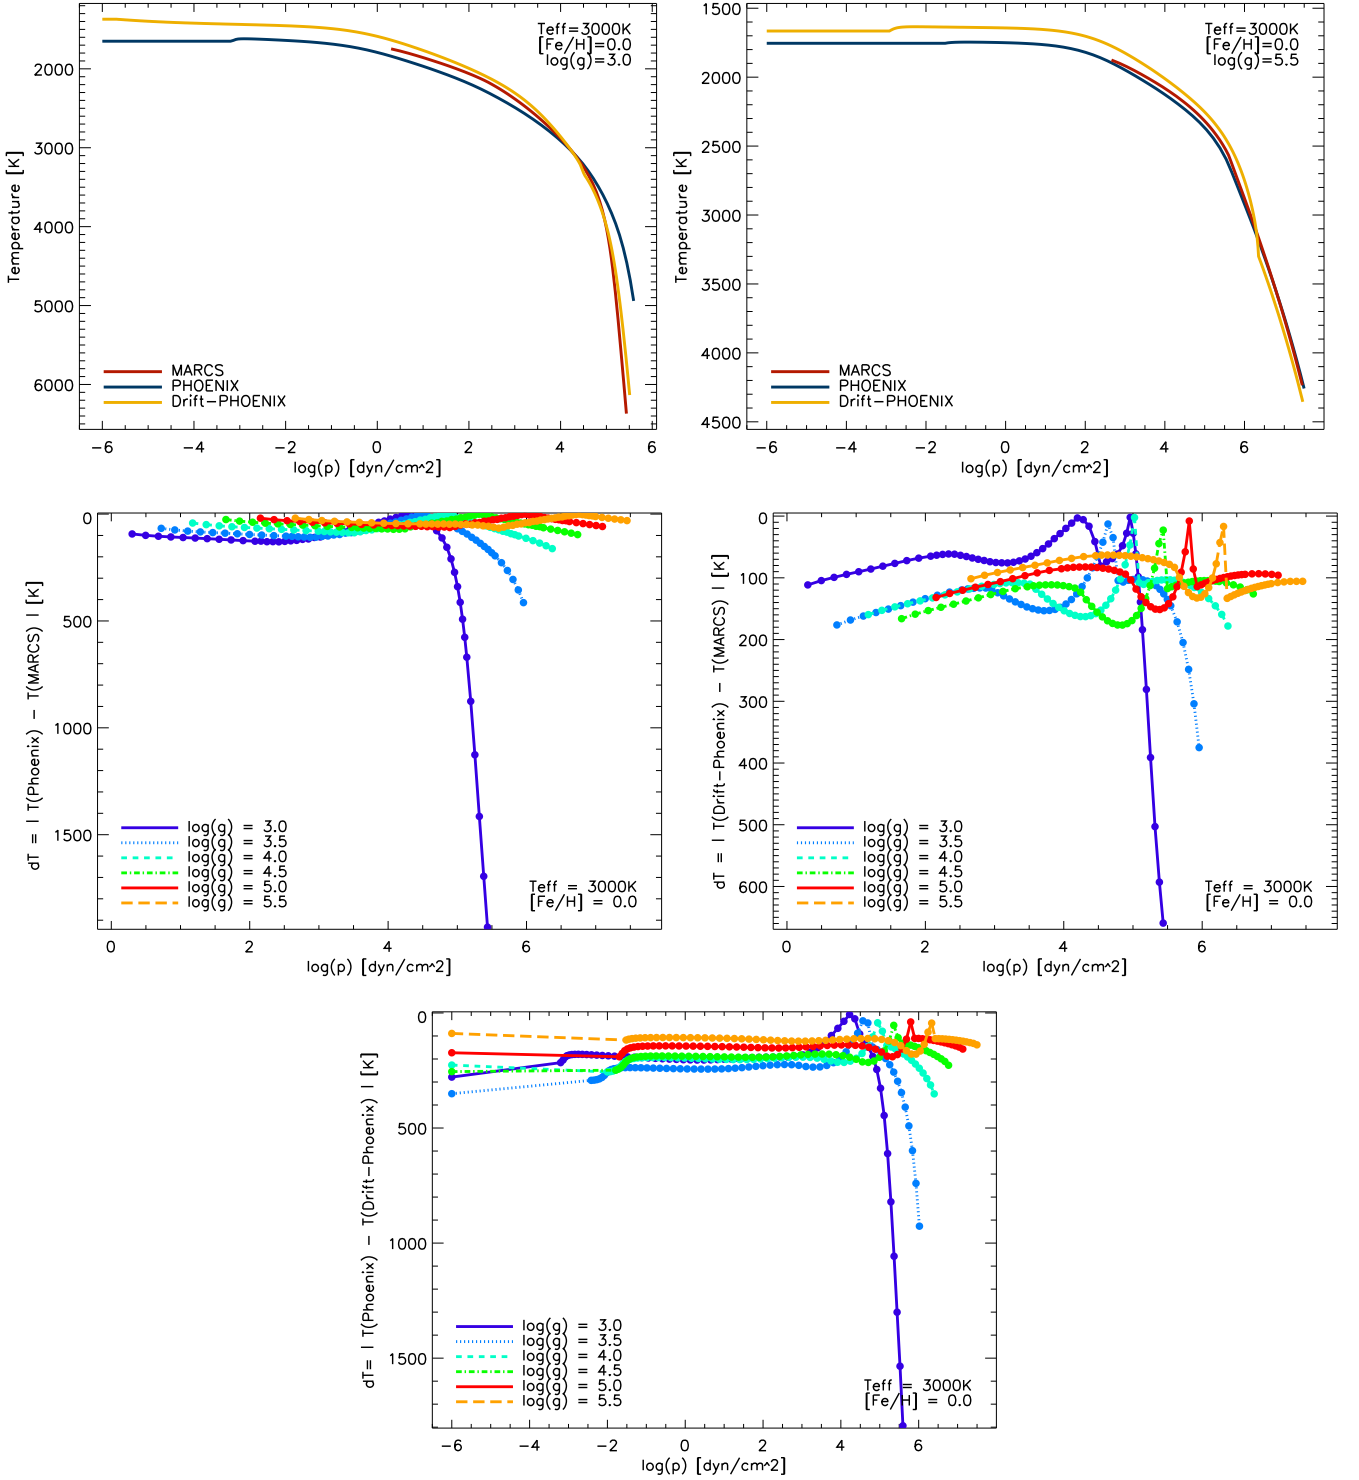 Teff=3000K
[Fe/H]=0.0
log(g)=3.0
2000
3000
4000
5000
6000
Temperature [K]
MARCS
PHOENIX
Drift-PHOENIX
-6 -4 -2 0 2 4 6
log(p) [dyn/cm^2]
Teff=3000K
[Fe/H]=0.0
log(g)=5.5
1500
2000
2500
3000
3500
4000
4500
Temperature [K]
MARCS
PHOENIX
Drift-PHOENIX
-6 -4 -2 0 2 4 6
log(p) [dyn/cm^2]
0
500
1000
1500
dT = | T(Phoenix) - T(MARCS) | [K]
log(g) = 3.0
log(g) = 3.5
log(g) = 4.0
log(g) = 4.5
log(g) = 5.0
log(g) = 5.5
Teff = 3000K
[Fe/H] = 0.0
0 2 4 6
log(p) [dyn/cm^2]
0
100
200
300
400
500
600
dT = | T(Drift-Phoenix) - T(MARCS) | [K]
log(g) = 3.0
log(g) = 3.5
log(g) = 4.0
log(g) = 4.5
log(g) = 5.0
log(g) = 5.5
Teff = 3000K
[Fe/H] = 0.0
0 2 4 6
log(p) [dyn/cm^2]
0
500
1000
1500
dT= | T(Phoenix) - T(Drift-Phoenix) | [K]
log(g) = 3.0
log(g) = 3.5
log(g) = 4.0
log(g) = 4.5
log(g) = 5.0
log(g) = 5.5
Teff = 3000K
[Fe/H] = 0.0
-6 -4 -2 0 2 4 6
log(p) [dyn/cm^2]